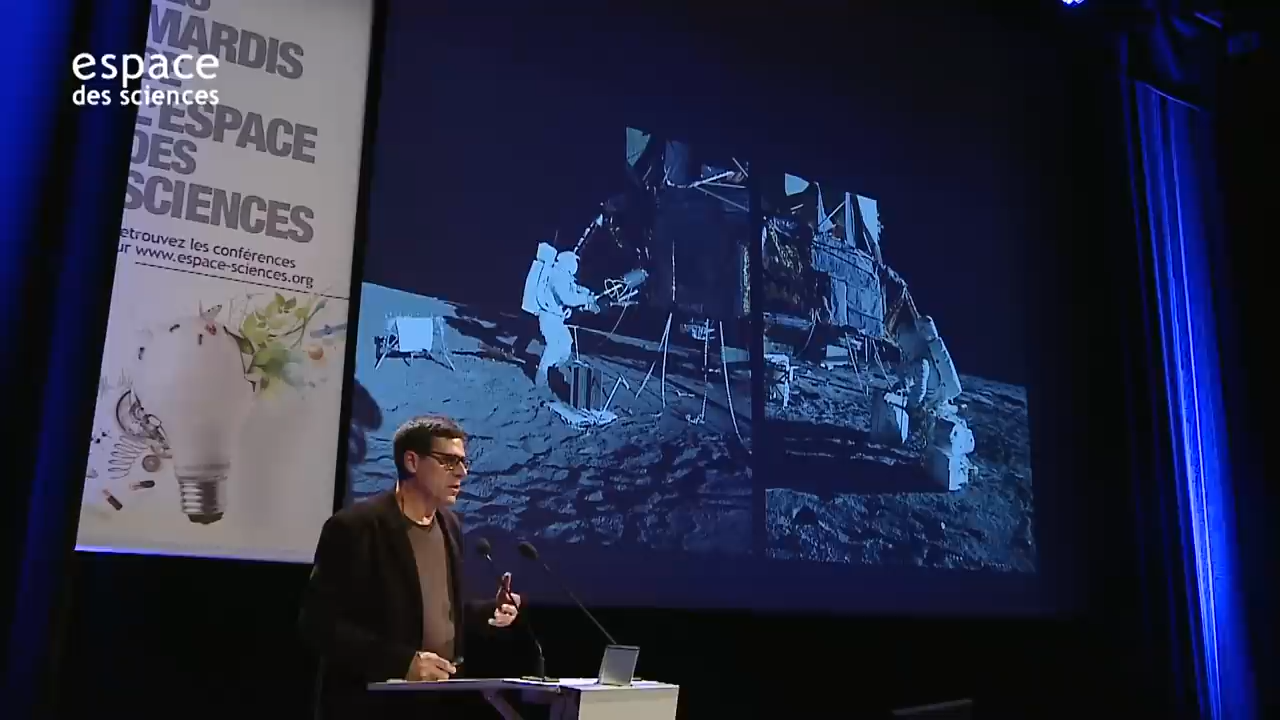 espace
des sciences
MARDIS
L'ESPACE
DES
SCIENCES
etrouvez les conférences
ur www.espace-sciences.org